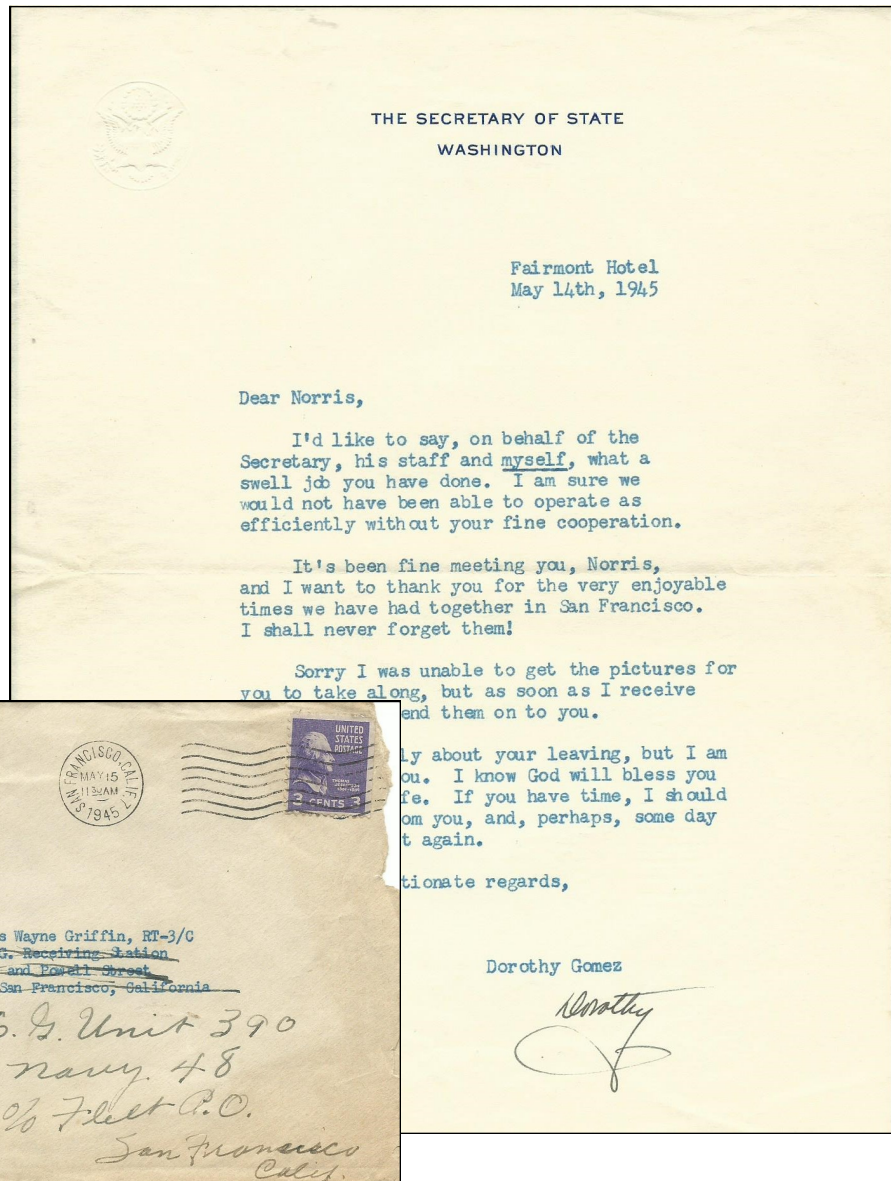 THE SECRETARY OF STATE
WASHINGTON
Fairmont Hotel
May 14th, 1945
Dear Norris,
I'd like to say, on behalf of the
Secretary, his staff and myself, what a
swell job you have done. I am sure we
would not have been able to operate as
efficiently without your fine cooperation.
It's been fine meeting you, Norris,
and I want to thank you for the very enjoyable
times we have had together in San Francisco.
I shall never forget them!
Sorry I was unable to get the pictures for
you to take along, but as soon as I receive
end them on to you.
ly about your leaving, but I am
ou. I know God will bless you
fe. If you have time, I should
om you, and, perhaps, some day
t again.
tionate regards,
Dorothy Gomez
Dorothy
SAN FRANCISCO, CALIF.
MAY 15
11 30 AM
1945
UNITED
STATES
POSTAGE
THOMAS
JEFFERSON
3 CENTS 3
s Wayne Griffin, RT-3/C
G. Receiving Station
and Powell Street
San Francisco, California
G. Unit 390
Navy 48
c/o Fleet P.O.
San Francisco
Calif.